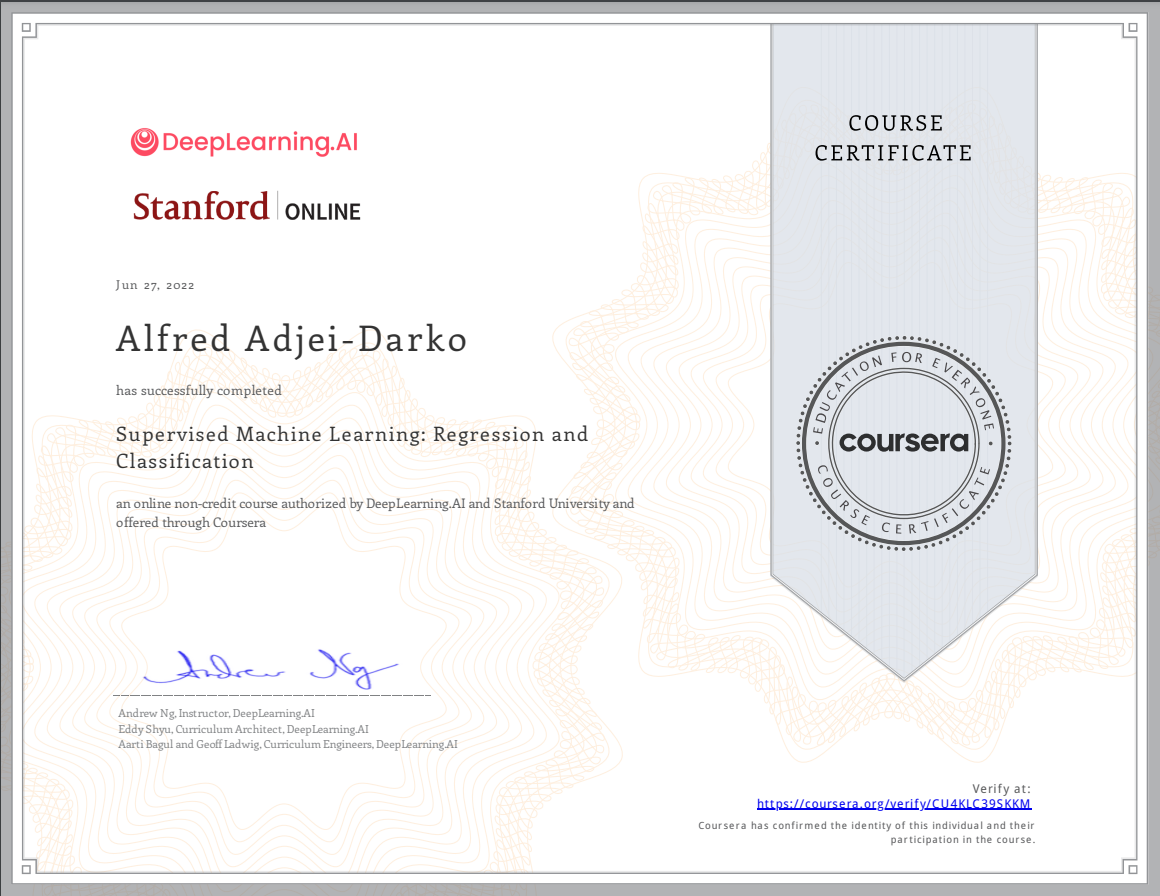 DeepLearning.AI
Stanford ONLINE
Jun 27, 2022
Alfred Adjei-Darko
has successfully completed
Supervised Machine Learning: Regression and
Classification
an online non-credit course authorized by DeepLearning.AI and Stanford University and
offered through Coursera
Andrew Ng
Andrew Ng, Instructor, DeepLearning.AI
Eddy Shyu, Curriculum Architect, DeepLearning.AI
Aarti Bagul and Geoff Ladwig, Curriculum Engineers, DeepLearning.AI
COURSE
CERTIFICATE
EDUCATION FOR EVERYONE
coursera
COURSE CERTIFICATE
Verify at:
https://coursera.org/verify/CU4KLC39SKKM
Coursera has confirmed the identity of this individual and their
participation in the course.